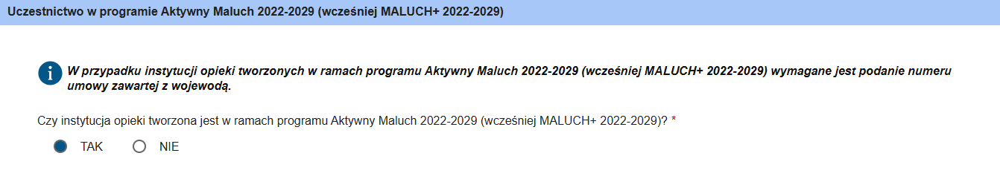 Uczestnictwo w programie Aktywny Maluch 2022-2029 (wcześniej MALUCH+ 2022-2029)
W przypadku instytucji opieki tworzonych w ramach programu Aktywny Maluch 2022-2029 (wcześniej MALUCH+ 2022-2029) wymagane jest podanie numeru
umowy zawartej z wojewodą.
Czy instytucja opieki tworzona jest w ramach programu Aktywny Maluch 2022-2029 (wcześniej MALUCH+ 2022-2029)? *
TAK NIE